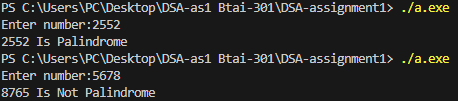 PS C:\Users\PC\Desktop\DSA-as1 Btai-301\DSA-assignment1> ./a.exe
Enter number:2552
2552 Is Palindrome
PS C:\Users\PC\Desktop\DSA-as1 Btai-301\DSA-assignment1> ./a.exe
Enter number:5678
8765 Is Not Palindrome